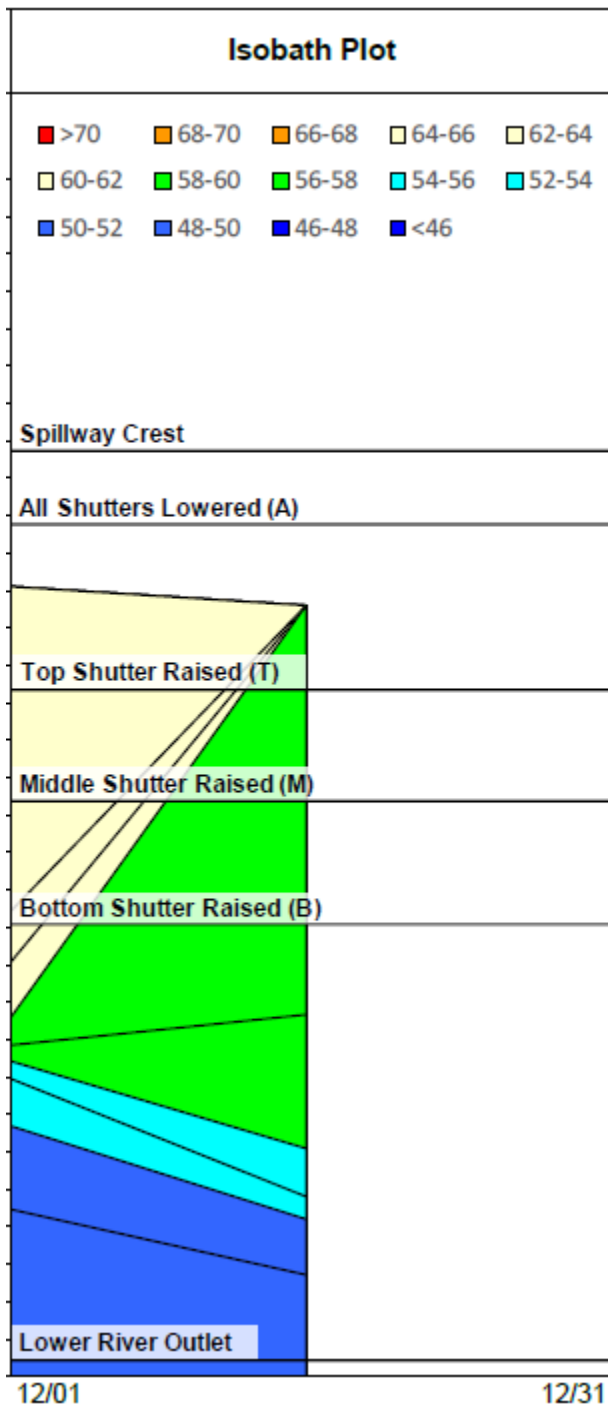 Isobath Plot
>70 68-70 66-68 64-66 62-64
60-62 58-60 56-58 54-56 52-54
50-52 48-50 46-48 <46
Spillway Crest
All Shutters Lowered (A)
Top Shutter Raised (T)
Middle Shutter Raised (M)
Bottom Shutter Raised (B)
Lower River Outlet
12/01 12/31